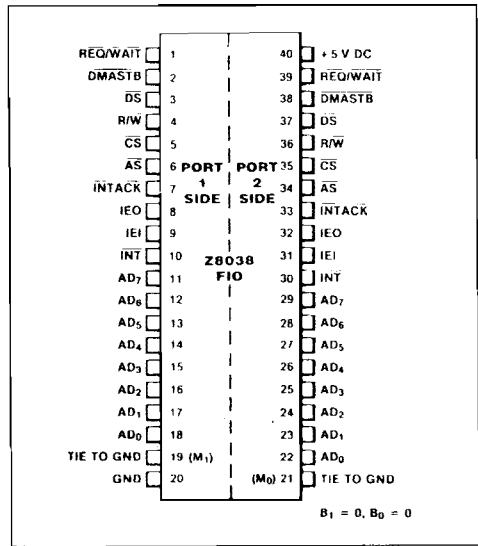 REQ/WAIT 1 40 + 5 V DC
DMASTB 2 39 REQ/WAIT
DS 3 38 DMASTB
R/W 4 37 DS
CS 5 36 R/W
AS 6 PORT PORT 35 CS
INTACK 7 1 2 34 AS
IEO 8 SIDE SIDE 33 INTACK
IEI 9 32 IEO
INT 10 Z8038 31 IEI
AD7 11 FIO 30 INT
AD6 12 29 AD7
AD5 13 28 AD6
AD4 14 27 AD5
AD3 15 26 AD4
AD2 16 25 AD3
AD1 17 24 AD2
AD0 18 23 AD1
TIE TO GND 19 (M1) 22 AD0
GND 20 (M0) 21 TIE TO GND
B1 = 0, B0 = 0